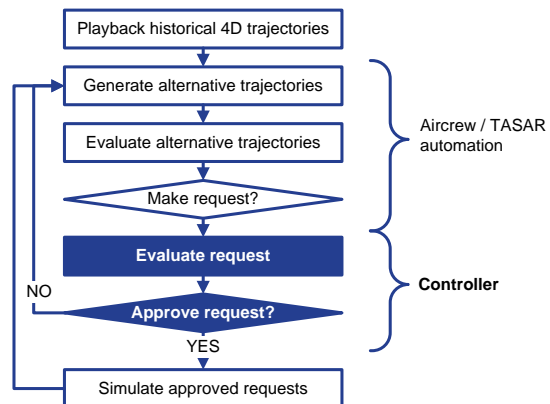 Playback historical 4D trajectories
Generate alternative trajectories
Evaluate alternative trajectories
Aircrew / TASAR
automation
Make request?
Evaluate request
Controller
NO
Approve request?
YES
Simulate approved requests